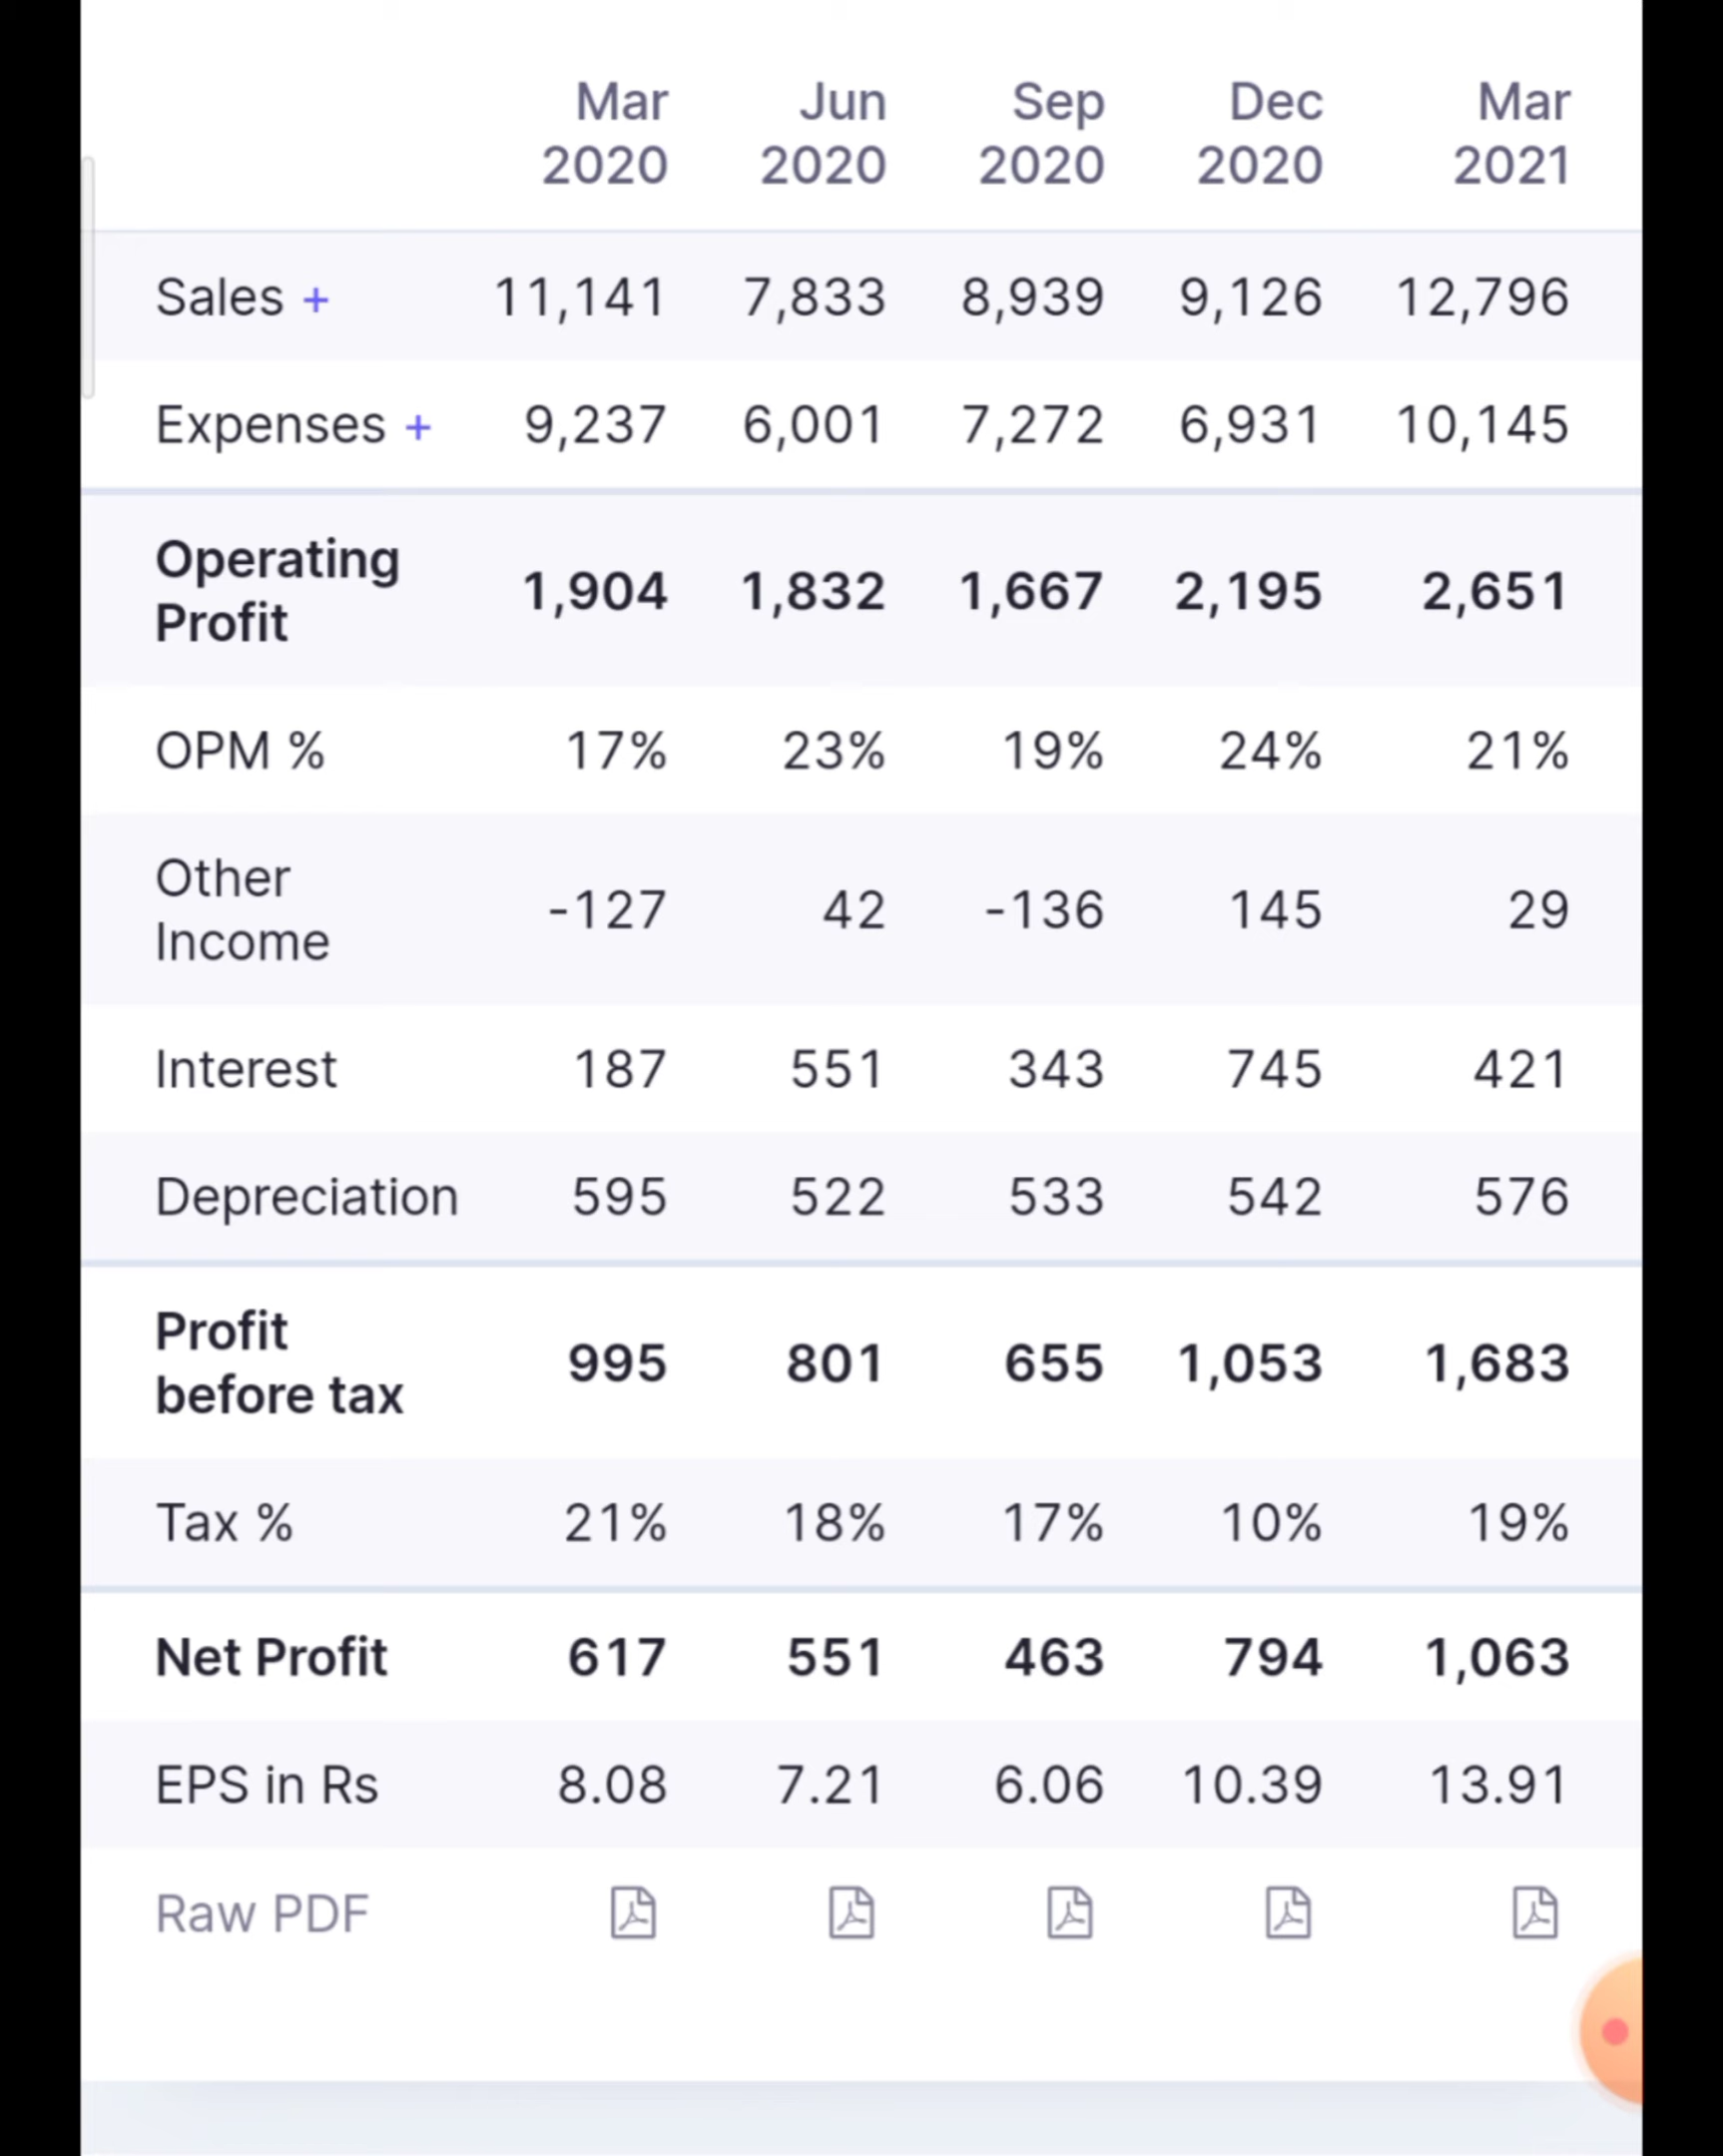 Mar Jun Sep Dec Mar
2020 2020 2020 2020 2021
Sales + 11,141 7,833 8,939 9,126 12,796
Expenses + 9,237 6,001 7,272 6,931 10,145
Operating
Profit 1,904 1,832 1,667 2,195 2,651
OPM % 17% 23% 19% 24% 21%
Other
Income -127 42 -136 145 29
Interest 187 551 343 745 421
Depreciation 595 522 533 542 576
Profit
before tax 995 801 655 1,053 1,683
Tax % 21% 18% 17% 10% 19%
Net Profit 617 551 463 794 1,063
EPS in Rs 8.08 7.21 6.06 10.39 13.91
Raw PDF